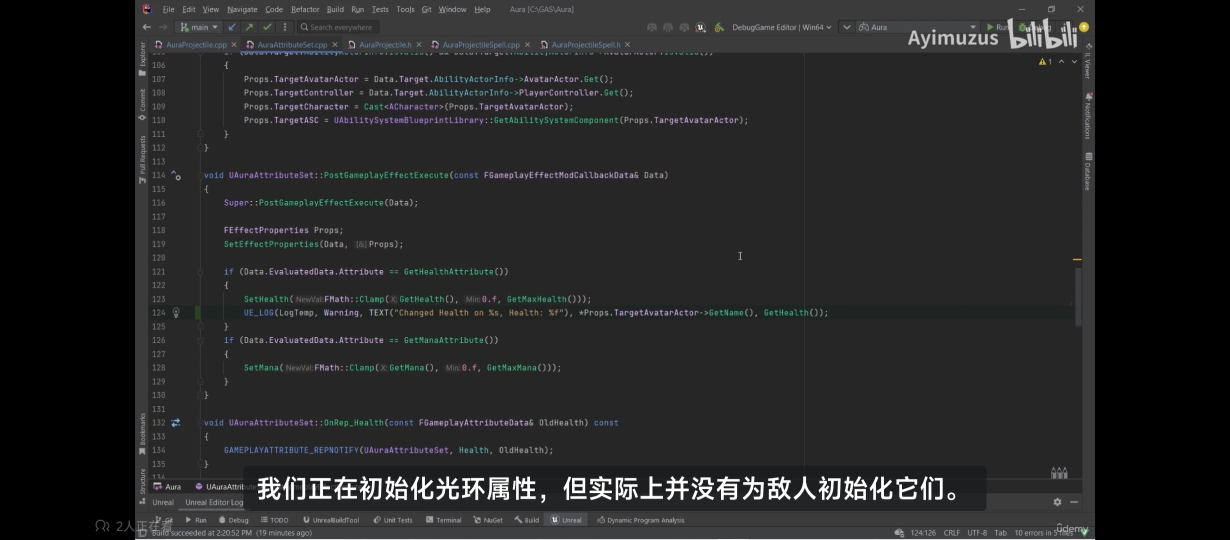 File Edit View Navigate Code Refactor Build Run Tests Tools Git Window Help Aura [C:\GAS\Aura]
main Search everywhere DebugGame Editor | Win64 Aura Run
Ayimuzus bilibili
AuraProjectile.cpp AuraAttributeSet.cpp AuraProjectile.h AuraProjectileSpell.cpp AuraProjectileSpell.h
Explorer
Commit
Pull Requests
Bookmarks
Structure
IL Viewer
Notifications
Database
1
106 {
107 Props.TargetAvatarActor = Data.Target.AbilityActorInfo->AvatarActor.Get();
108 Props.TargetController = Data.Target.AbilityActorInfo->PlayerController.Get();
109 Props.TargetCharacter = Cast<ACharacter>(Props.TargetAvatarActor);
110 Props.TargetASC = UAbilitySystemBlueprintLibrary::GetAbilitySystemComponent(Props.TargetAvatarActor);
111 }
112 }
113
114 void UAuraAttributeSet::PostGameplayEffectExecute(const FGameplayEffectModCallbackData& Data)
115 {
116 Super::PostGameplayEffectExecute(Data);
117
118 FEffectProperties Props;
119 SetEffectProperties(Data, [&] Props);
120
121 if (Data.EvaluatedData.Attribute == GetHealthAttribute())
122 {
123 SetHealth( NewVal: FMath::Clamp( X: GetHealth(), Min: 0.f, GetMaxHealth()));
124 UE_LOG(LogTemp, Warning, TEXT("Changed Health on %s, Health: %f"), *Props.TargetAvatarActor->GetName(), GetHealth());
125 }
126 if (Data.EvaluatedData.Attribute == GetManaAttribute())
127 {
128 SetMana( NewVal: FMath::Clamp( X: GetMana(), Min: 0.f, GetMaxMana()));
129 }
130 }
131
132 void UAuraAttributeSet::OnRep_Health(const FGameplayAttributeData& OldHealth) const
133 {
134 GAMEPLAYATTRIBUTE_REPNOTIFY(UAuraAttributeSet, Health, OldHealth);
135 }
Aura UAuraAttribut
我们正在初始化光环属性，但实际上并没有为敌人初始化它们。
Unreal Unreal Editor Log
2人正在看
Git Run Debug TODO UnrealBuildTool Unit Tests Terminal NuGet Build Unreal Dynamic Program Analysis
ûdemy
Build succeeded at 2:20:52 PM (19 minutes ago) 124:126 CRLF UTF-8 Tab 10 errors in 5 files